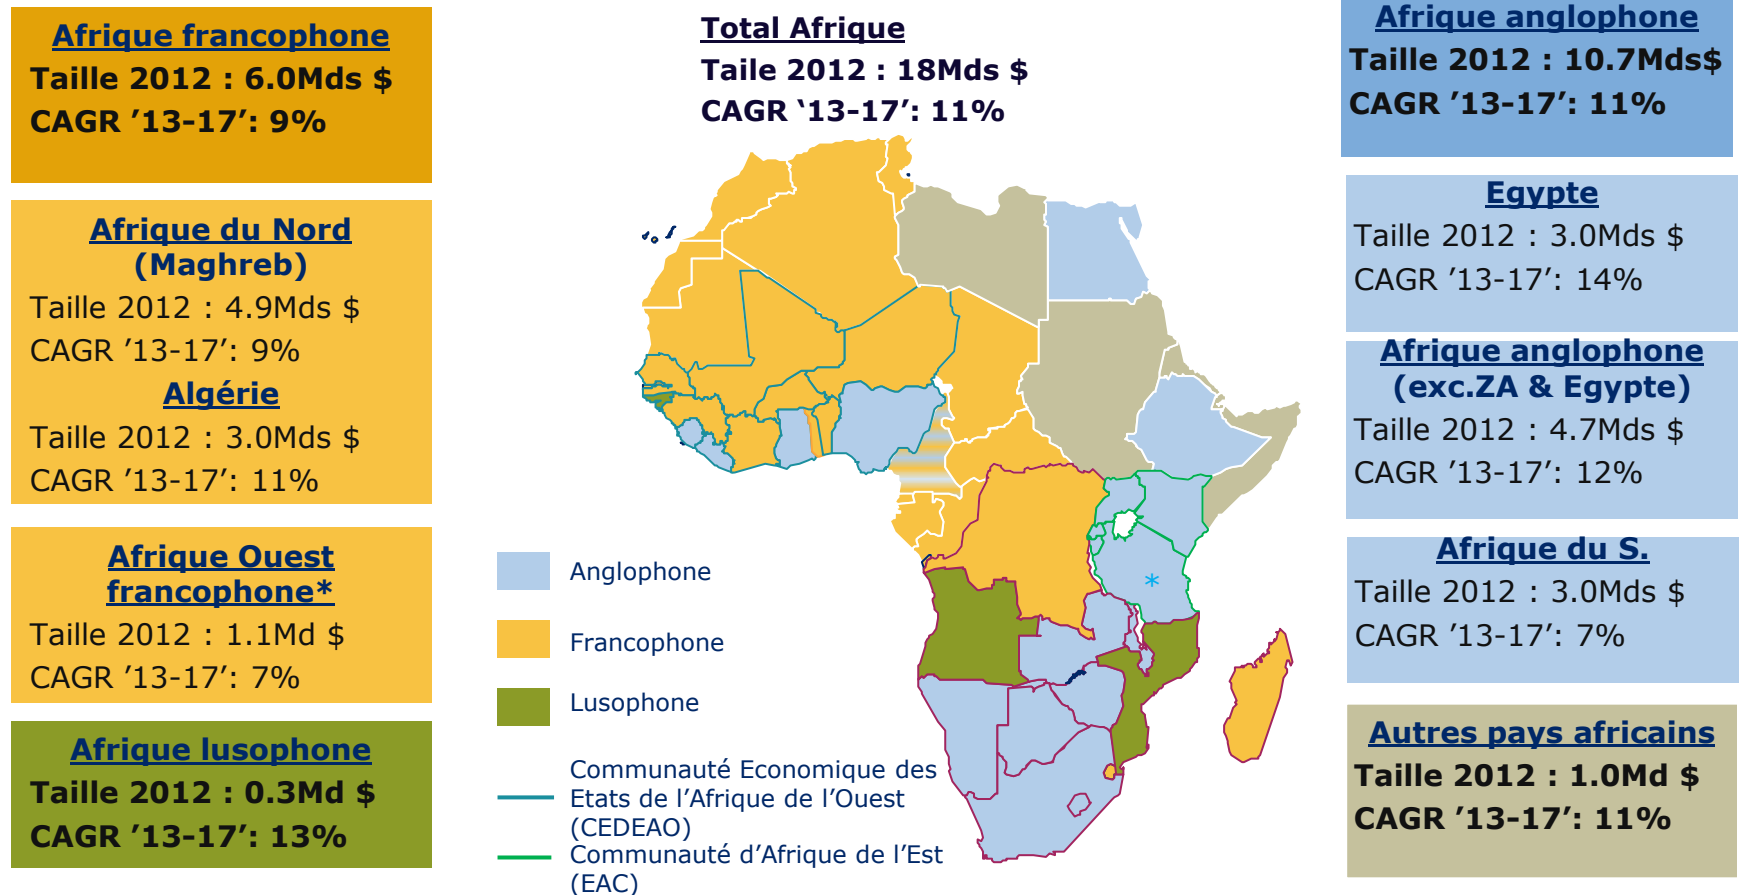 Afrique francophone
Taille 2012 : 6.0Mds $
CAGR ’13-17’: 9%
Afrique du Nord
(Maghreb)
Taille 2012 : 4.9Mds $
CAGR ’13-17’: 9%
Algérie
Taille 2012 : 3.0Mds $
CAGR ’13-17’: 11%
Afrique Ouest
francophone*
Taille 2012 : 1.1Md $
CAGR ’13-17’: 7%
Afrique lusophone
Taille 2012 : 0.3Md $
CAGR ’13-17’: 13%
Total Afrique
Taile 2012 : 18Mds $
CAGR ‘13-17’: 11%
*
Anglophone
Francophone
Lusophone
Communauté Economique des
Etats de l’Afrique de l’Ouest
(CEDEAO)
Communauté d’Afrique de l’Est
(EAC)
Afrique anglophone
Taille 2012 : 10.7Mds$
CAGR ’13-17’: 11%
Egypte
Taille 2012 : 3.0Mds $
CAGR ’13-17’: 14%
Afrique anglophone
(exc.ZA & Egypte)
Taille 2012 : 4.7Mds $
CAGR ’13-17’: 12%
Afrique du S.
Taille 2012 : 3.0Mds $
CAGR ’13-17’: 7%
Autres pays africains
Taille 2012 : 1.0Md $
CAGR ’13-17’: 11%